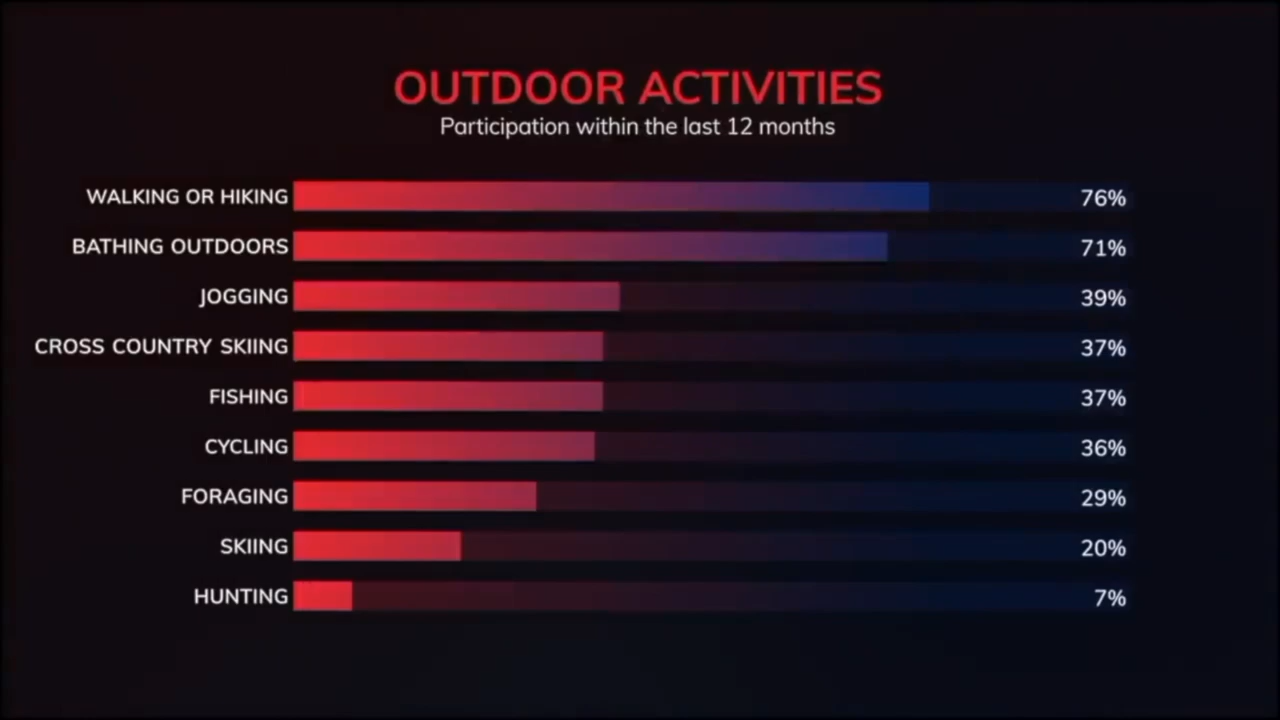 OUTDOOR ACTIVITIES
Participation within the last 12 months
WALKING OR HIKING 76%
BATHING OUTDOORS 71%
JOGGING 39%
CROSS COUNTRY SKIING 37%
FISHING 37%
CYCLING 36%
FORAGING 29%
SKIING 20%
HUNTING 7%